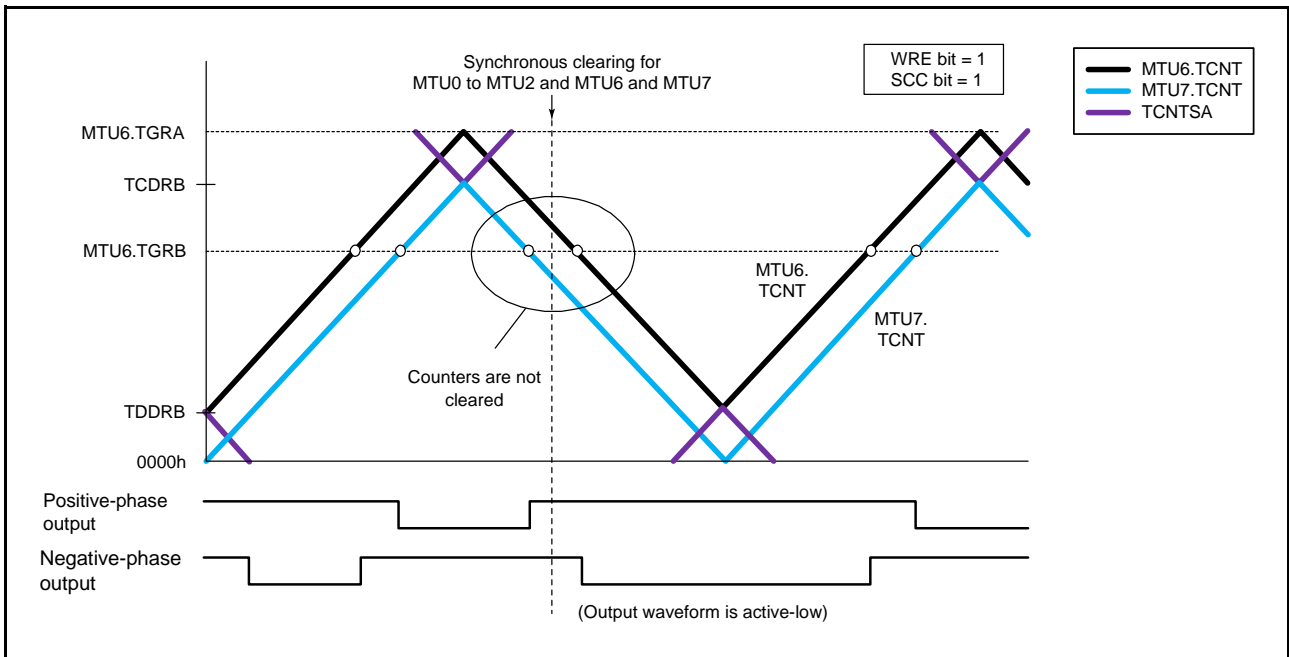 Synchronous clearing for
MTU0 to MTU2 and MTU6 and MTU7
WRE bit = 1
SCC bit = 1
MTU6.TCNT
MTU7.TCNT
TCNTSA
MTU6.TGRA
TCDRB
MTU6.TGRB
MTU6.
TCNT
MTU7.
TCNT
Counters are not
cleared
TDDRB
0000h
Positive-phase
output
Negative-phase
output
(Output waveform is active-low)